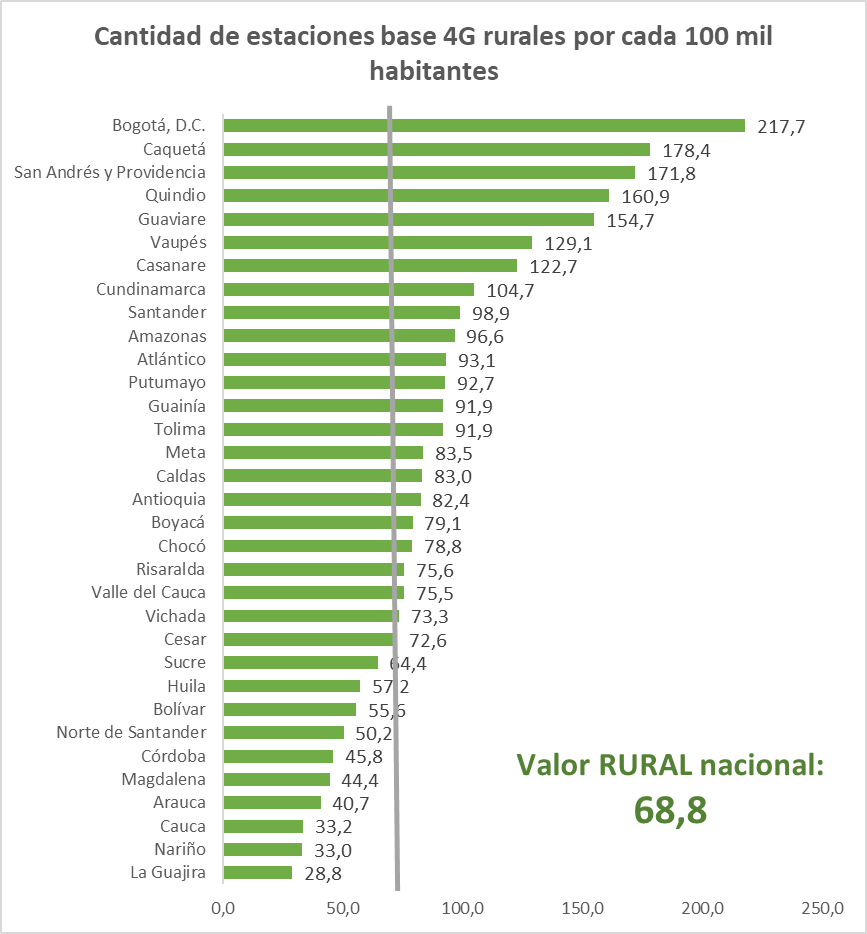 Cantidad de estaciones base 4G rurales por cada 100 mil
habitantes
Bogotá, D.C. 217,7
Caquetá 178,4
San Andrés y Providencia 171,8
Quindio 160,9
Guaviare 154,7
Vaupés 129,1
Casanare 122,7
Cundinamarca 104,7
Santander 98,9
Amazonas 96,6
Atlántico 93,1
Putumayo 92,7
Guainía 91,9
Tolima 91,9
Meta 83,5
Caldas 83,0
Antioquia 82,4
Boyacá 79,1
Chocó 78,8
Risaralda 75,6
Valle del Cauca 75,5
Vichada 73,3
Cesar 72,6
Sucre 64,4
Huila 57,2
Bolívar 55,6
Norte de Santander 50,2
Córdoba 45,8
Magdalena 44,4
Arauca 40,7
Cauca 33,2
Nariño 33,0
La Guajira 28,8
Valor RURAL nacional:
68,8
0,0 50,0 100,0 150,0 200,0 250,0